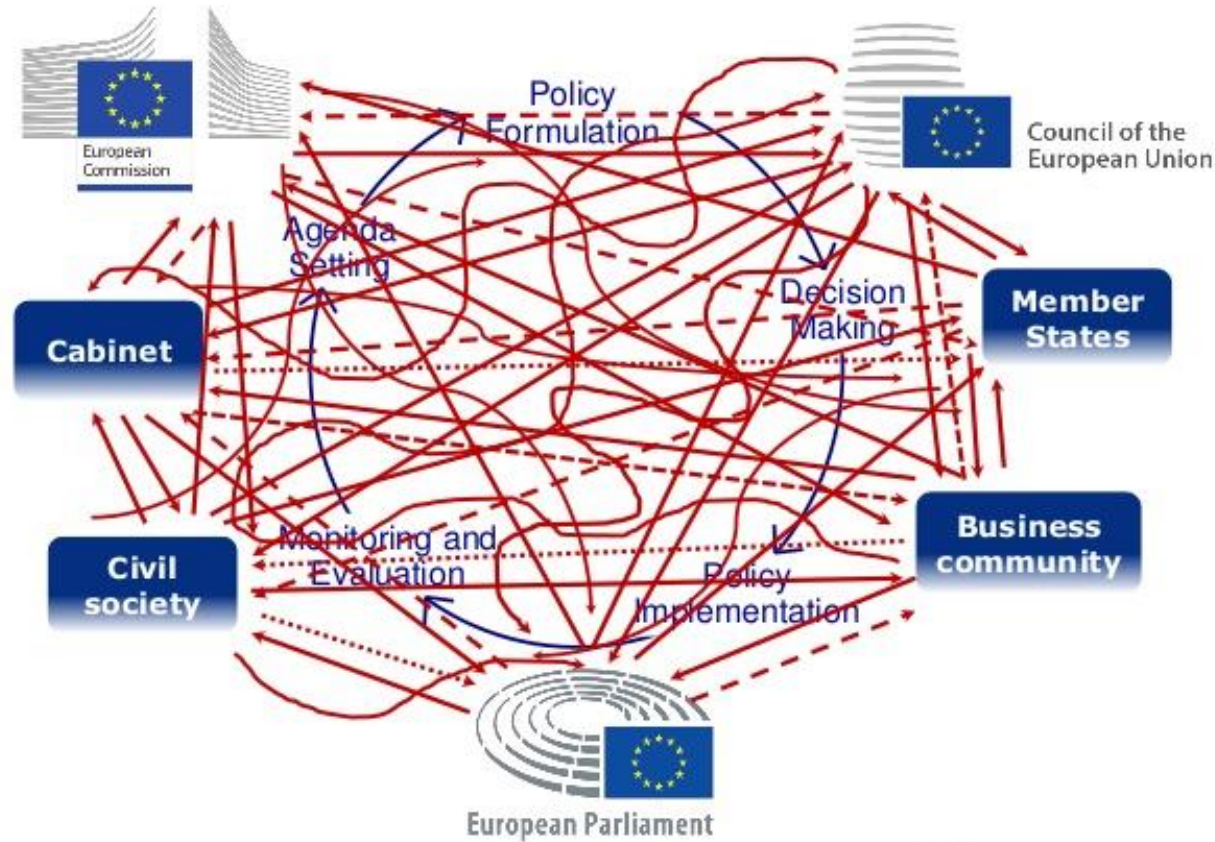 European
Commission
Policy
Formulation
Council of the
European Union
Agenda
Setting
Decision
Making
Cabinet
Member
States
Monitoring and
Evaluation
Policy
Implementation
Civil
society
Business
community
European Parliament